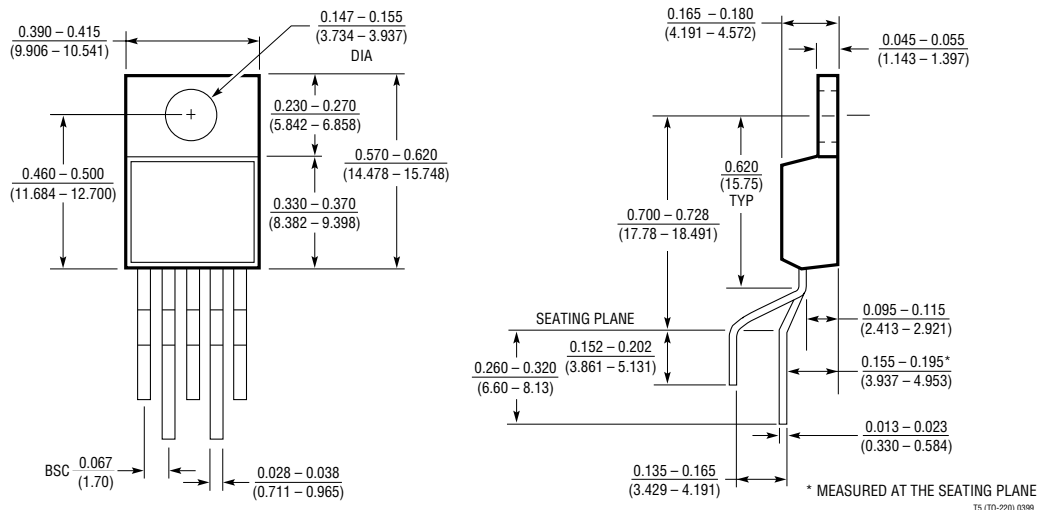 0.390 – 0.415
(9.906 – 10.541)
0.147 – 0.155
(3.734 – 3.937)
DIA
0.230 – 0.270
(5.842 – 6.858)
0.460 – 0.500
(11.684 – 12.700)
0.570 – 0.620
(14.478 – 15.748)
0.330 – 0.370
(8.382 – 9.398)
BSC 0.067
(1.70)
0.028 – 0.038
(0.711 – 0.965)
0.165 – 0.180
(4.191 – 4.572)
0.045 – 0.055
(1.143 – 1.397)
0.620
(15.75)
TYP
0.700 – 0.728
(17.78 – 18.491)
SEATING PLANE
0.095 – 0.115
(2.413 – 2.921)
0.152 – 0.202
(3.861 – 5.131)
0.260 – 0.320
(6.60 – 8.13)
0.155 – 0.195*
(3.937 – 4.953)
0.013 – 0.023
(0.330 – 0.584)
0.135 – 0.165
(3.429 – 4.191)
* MEASURED AT THE SEATING PLANE
T5 (TO-220) 0399